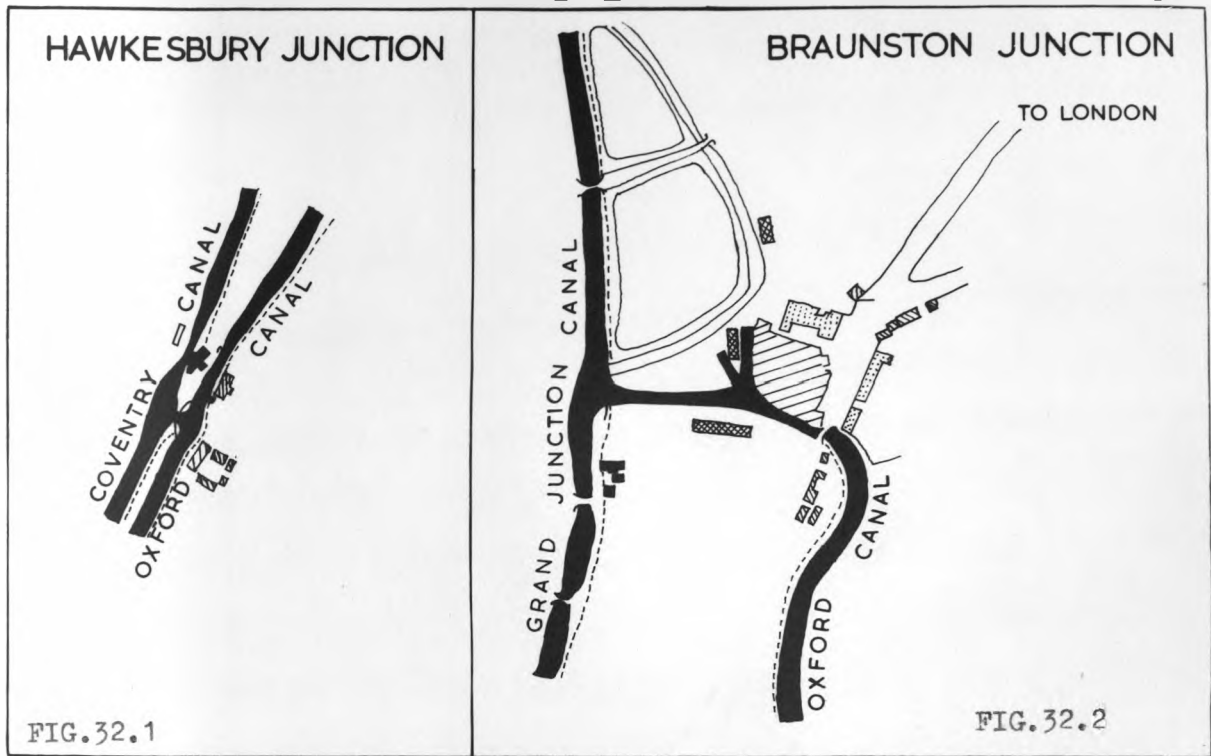 HAWKESBURY JUNCTION
COVENTRY CANAL
OXFORD CANAL
FIG.32.1
BRAUNSTON JUNCTION
TO LONDON
GRAND JUNCTION CANAL
OXFORD CANAL
FIG.32.2